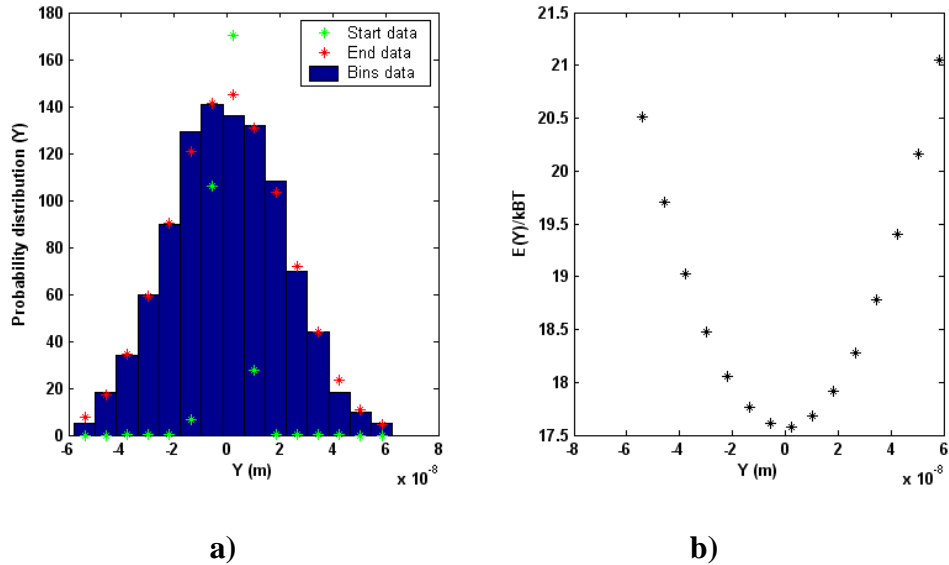 180
160
140
120
100
80
60
40
20
0
Probability distribution (Y)
Start data
End data
Bins data
-6 -4 -2 0 2 4 6 8
Y (m)
x 10-8
21.5
21
20.5
20
19.5
19
18.5
18
17.5
E(Y)/kBT
-8 -6 -4 -2 0 2 4 6
Y (m)
x 10-8
a)
b)